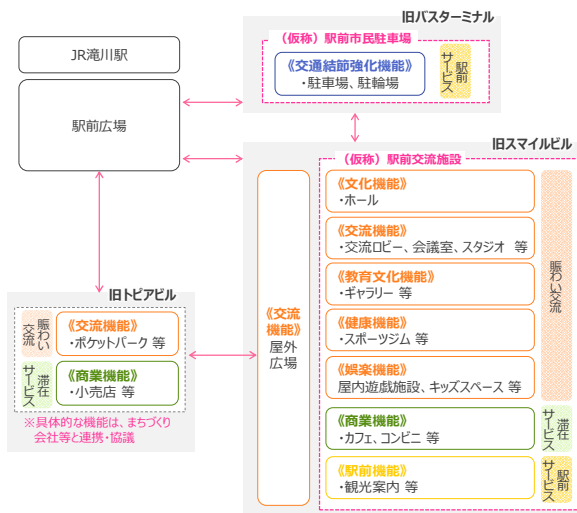 旧バスターミナル
（仮称）駅前市民駐車場
《交通結節強化機能》
・駐車場、駐輪場
駅前
サービス
JR滝川駅
駅前広場
旧スマイルビル
（仮称）駅前交流施設
《交流
機能》
屋外
広場
《文化機能》
・ホール
《交流機能》
・交流ロビー、会議室、スタジオ 等
《教育文化機能》
・ギャラリー 等
《健康機能》
・スポーツジム 等
《娯楽機能》
屋内遊戯施設、キッズスペース 等
賑わい交流
《商業機能》
・カフェ、コンビニ 等
滞在
サービス
《駅前機能》
・観光案内 等
駅前
サービス
旧トピアビル
賑わい
交流
《交流機能》
・ポケットパーク 等
滞在
サービス
《商業機能》
・小売店 等
※具体的な機能は、まちづくり
会社等と連携・協議